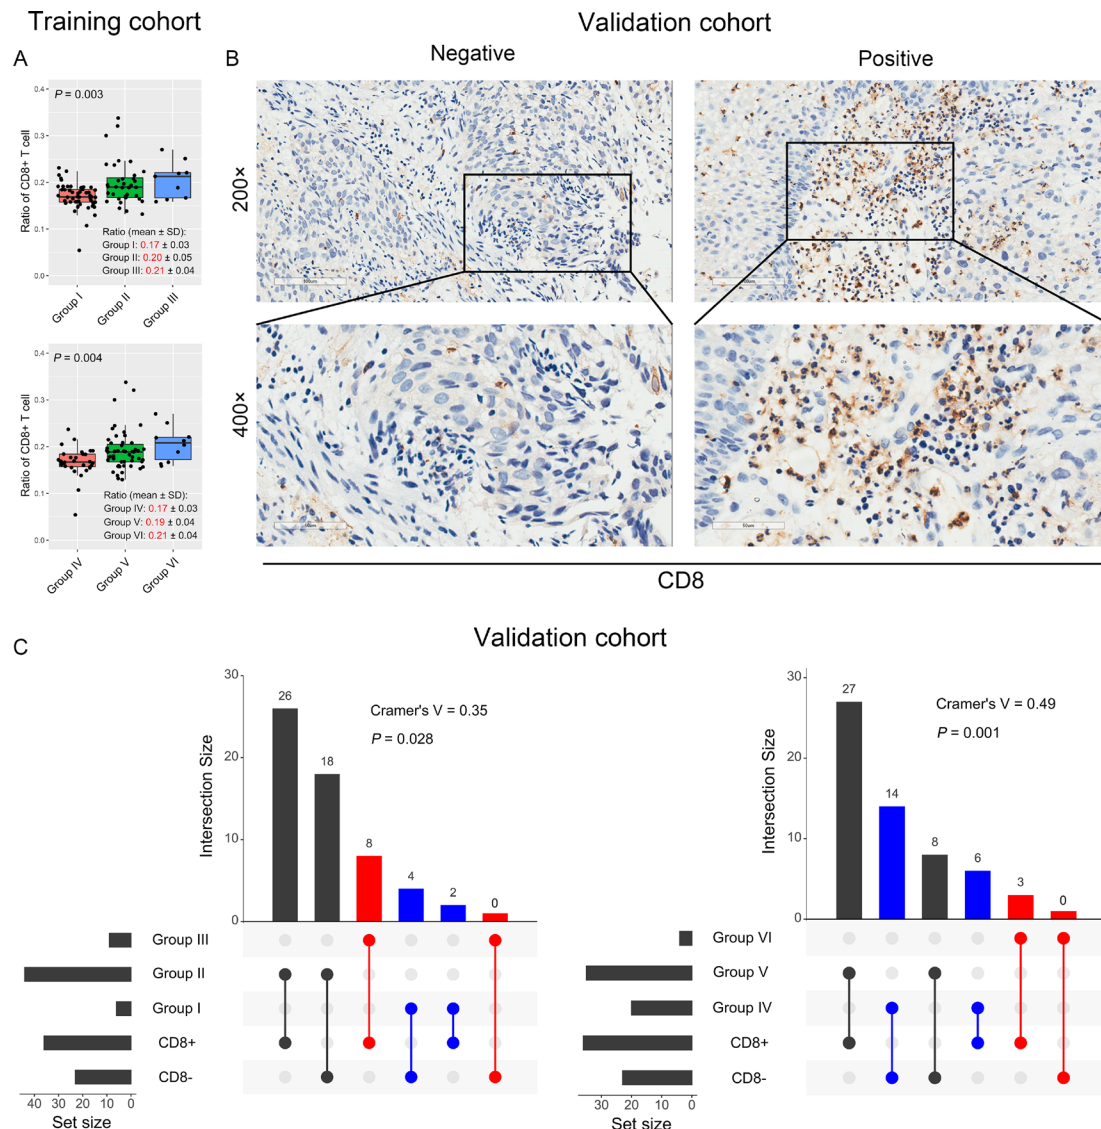 Training cohort
Validation cohort
A
B
Negative
Positive
P = 0.003
0.4
0.3
0.2
0.1
0.0
Ratio of CD8+ T cell
Ratio (mean ± SD):
Group I: 0.17 ± 0.03
Group II: 0.20 ± 0.05
Group III: 0.21 ± 0.04
Group I
Group II
Group III
P = 0.004
0.4
0.3
0.2
0.1
0.0
Ratio of CD8+ T cell
Ratio (mean ± SD):
Group IV: 0.17 ± 0.03
Group V: 0.19 ± 0.04
Group VI: 0.21 ± 0.04
Group IV
Group V
Group VI
200×
400×
100um
50um
50um
CD8
Validation cohort
C
30
20
10
0
Intersection Size
26
18
8
4
2
0
Cramer's V = 0.35
P = 0.028
Group III
Group II
Group I
CD8+
CD8-
40 30 20 10 0
Set size
30
20
10
0
Intersection Size
27
14
8
6
3
0
Cramer's V = 0.49
P = 0.001
Group VI
Group V
Group IV
CD8+
CD8-
30 20 10 0
Set size